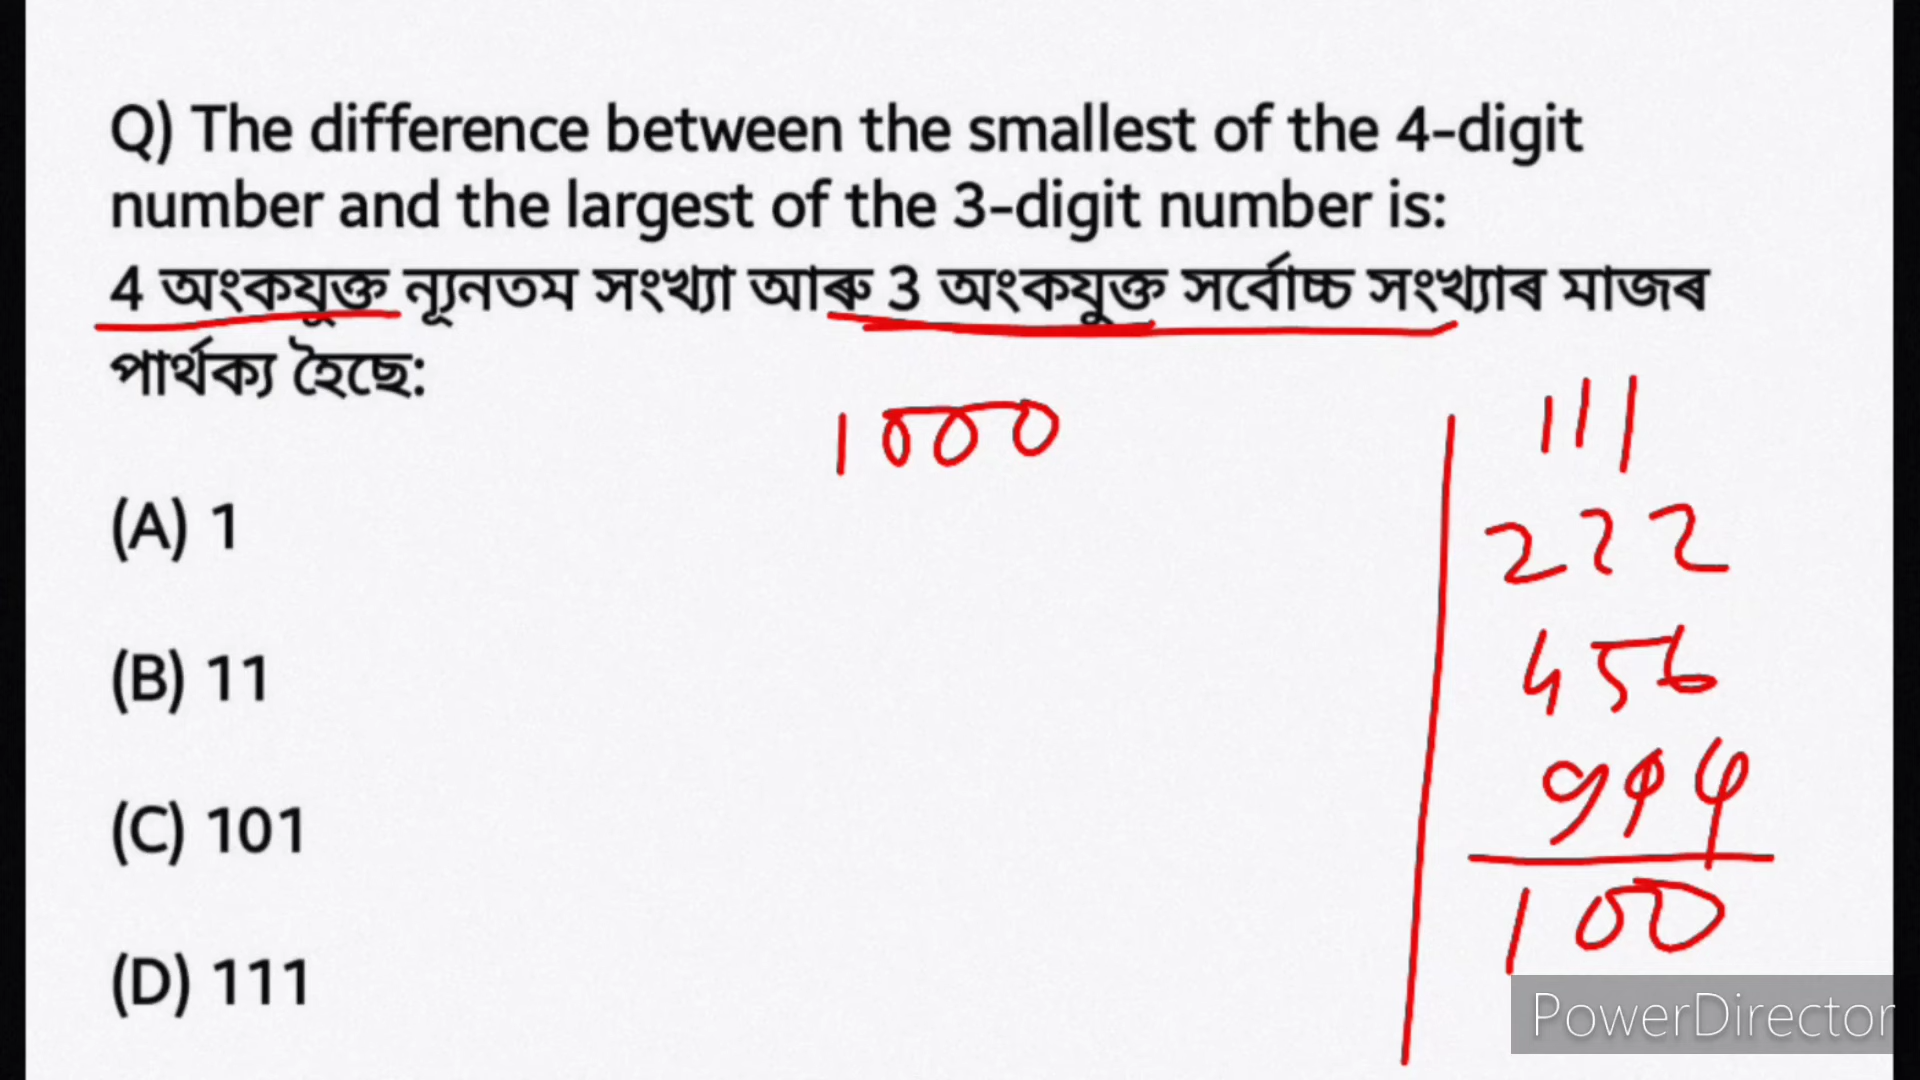 Q) The difference between the smallest of the 4-digit
number and the largest of the 3-digit number is:
4 অংকযুক্ত ন্যূনতম সংখ্যা আৰু 3 অংকযুক্ত সৰ্বোচ্চ সংখ্যাৰ মাজৰ
পাৰ্থক্য হৈছে:
1000
111
(A) 1
222
(B) 11
456
(C) 101
999
100
(D) 111
PowerDirector